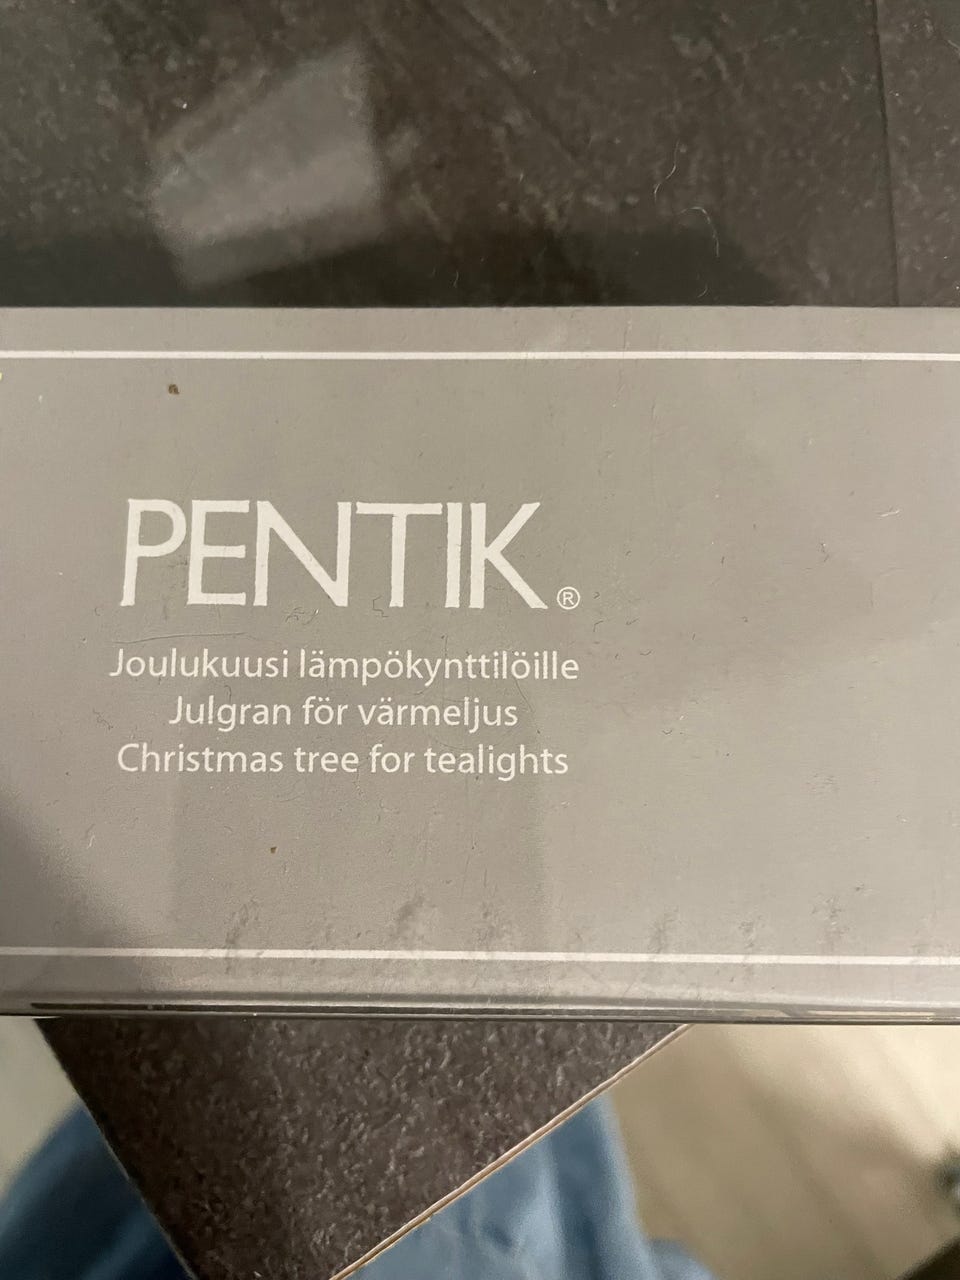 PENTIK®
Joulukuusi lämpökynttilöille
Julgran för värmeljus
Christmas tree for tealights